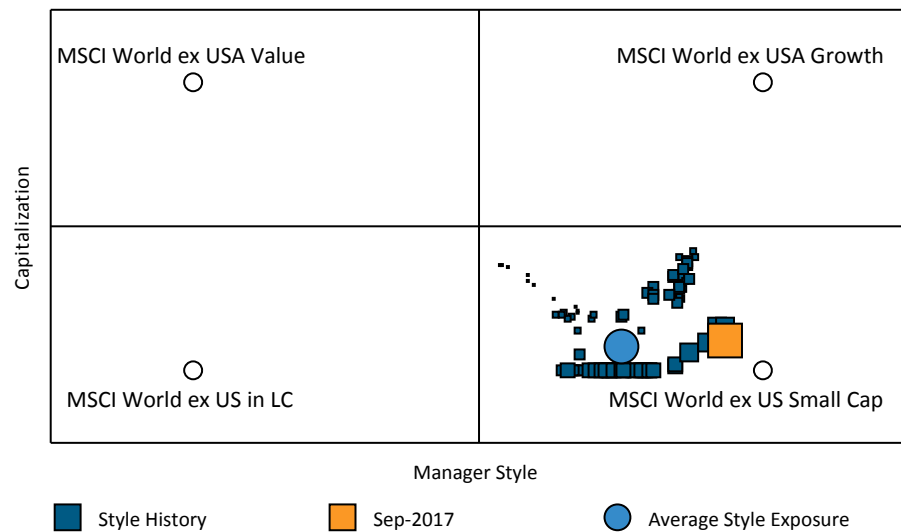 MSCI World ex USA Value
MSCI World ex USA Growth
Capitalization
MSCI World ex US in LC
MSCI World ex US Small Cap
Manager Style
Style History
Sep-2017
Average Style Exposure